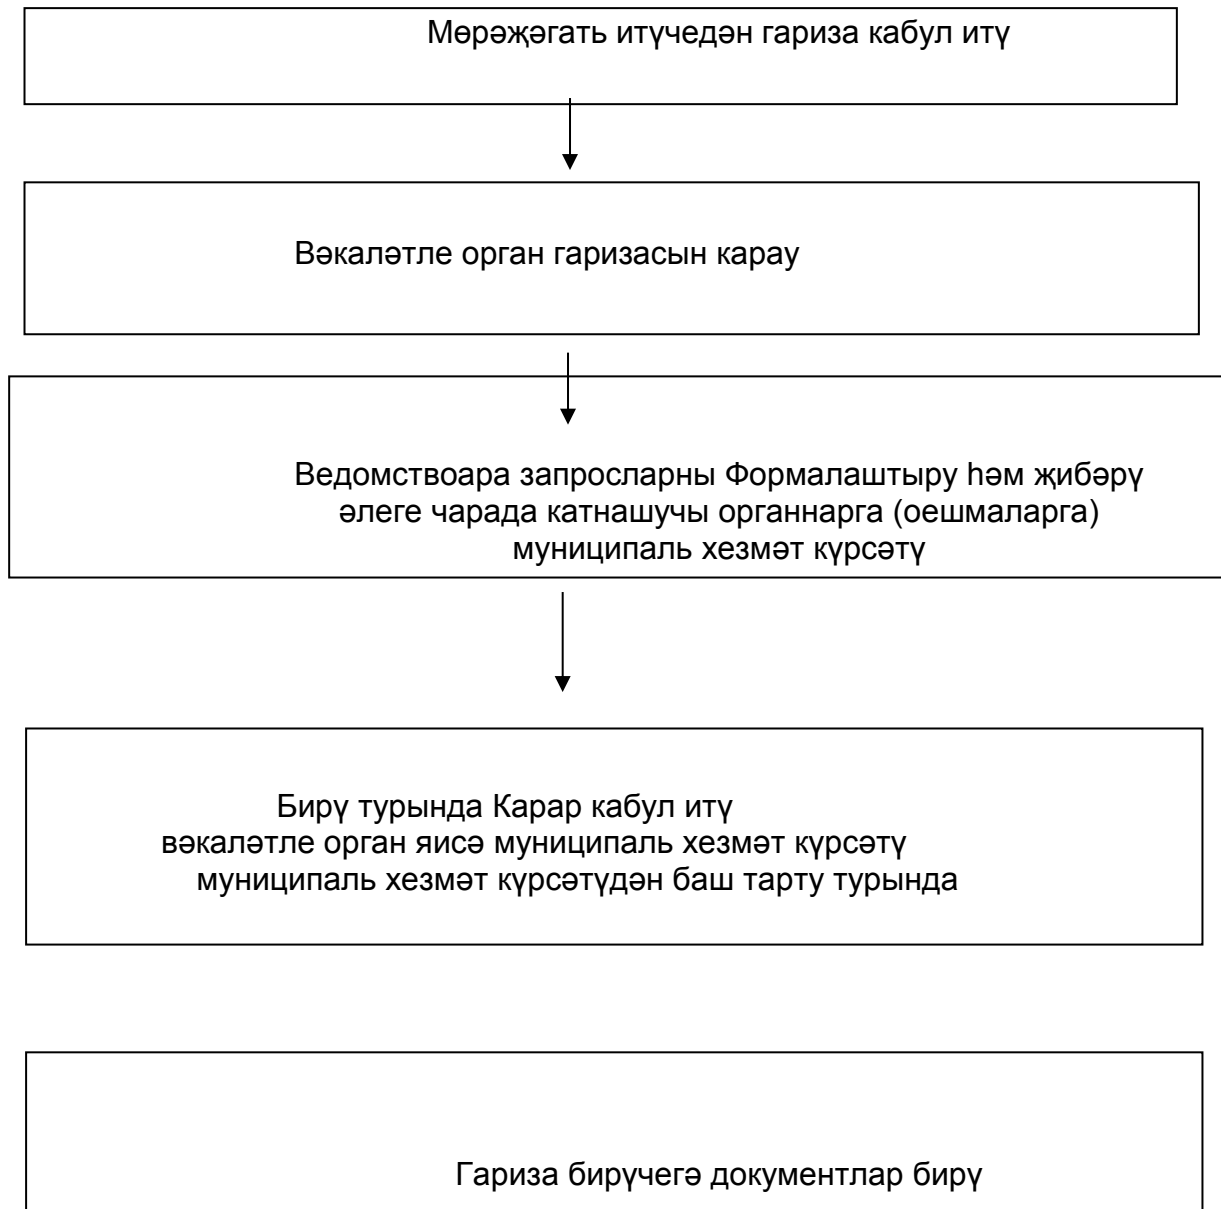 Мөрәҗәгать итүчедән гариза кабул итү
Вәкаләтле орган гаризасын карау
Ведомствоара запросларны Формалаштыру һәм җибәрү
әлеге чарада катнашучы органнарга (оешмаларга)
муниципаль хезмәт күрсәтү
Бирү турында Карар кабул итү
вәкаләтле орган яисә муниципаль хезмәт күрсәтү
муниципаль хезмәт күрсәтүдән баш тарту турында
Гариза бирүчегә документлар бирү